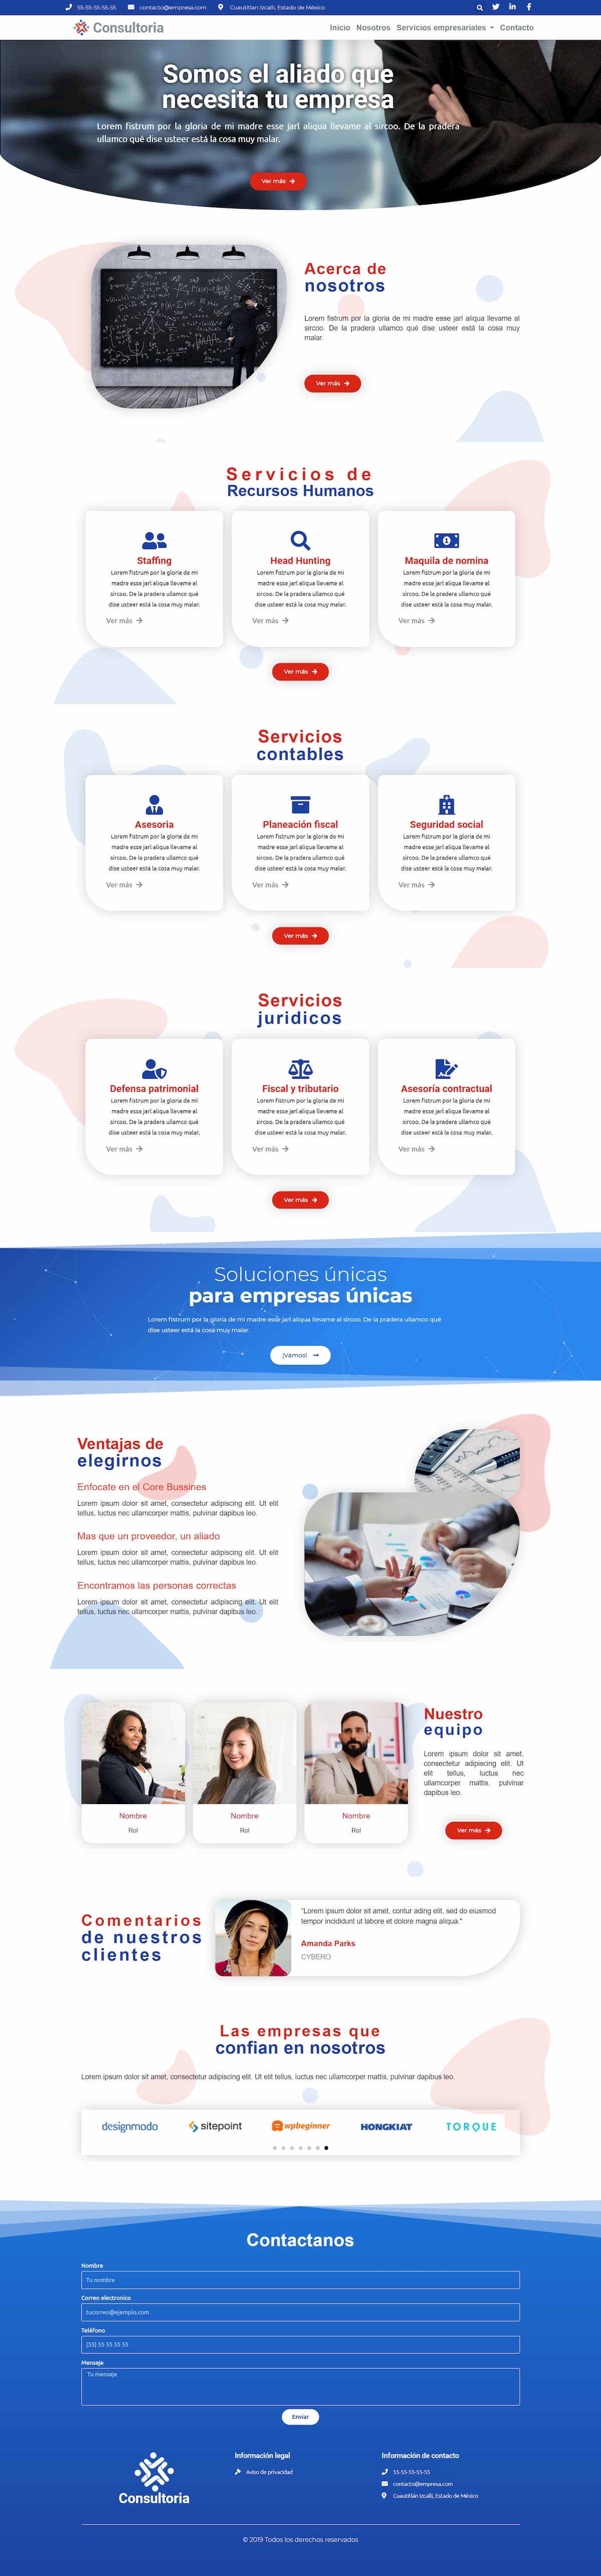 55-55-55-55-55 contacto@empresa.com Cuautitlan Izcalli, Estado de México
Consultoria
Inicio Nosotros Servicios empresariales Contacto
Somos el aliado que
necesita tu empresa
Lorem fistrum por la gloria de mi madre esse jarl aliqua llevame al sircoo. De la pradera
ullamco qué dise usteer está la cosa muy malar.
Ver más
Acerca de
nosotros
Lorem fistrum por la gloria de mi madre esse jarl aliqua llevame al
sircoo. De la pradera ullamco qué dise usteer está la cosa muy
malar.
Ver más
Servicios de
Recursos Humanos
Staffing
Lorem fistrum por la gloria de mi
madre esse jarl aliqua llevame al
sircoo. De la pradera ullamco qué
dise usteer está la cosa muy malar.
Ver más
Head Hunting
Lorem fistrum por la gloria de mi
madre esse jarl aliqua llevame al
sircoo. De la pradera ullamco qué
dise usteer está la cosa muy malar.
Ver más
Maquila de nomina
Lorem fistrum por la gloria de mi
madre esse jarl aliqua llevame al
sircoo. De la pradera ullamco qué
dise usteer está la cosa muy malar.
Ver más
Ver más
Servicios
contables
Asesoria
Lorem fistrum por la gloria de mi
madre esse jarl aliqua llevame al
sircoo. De la pradera ullamco qué
dise usteer está la cosa muy malar.
Ver más
Planeación fiscal
Lorem fistrum por la gloria de mi
madre esse jarl aliqua llevame al
sircoo. De la pradera ullamco qué
dise usteer está la cosa muy malar.
Ver más
Seguridad social
Lorem fistrum por la gloria de mi
madre esse jarl aliqua llevame al
sircoo. De la pradera ullamco qué
dise usteer está la cosa muy malar.
Ver más
Ver más
Servicios
juridicos
Defensa patrimonial
Lorem fistrum por la gloria de mi
madre esse jarl aliqua llevame al
sircoo. De la pradera ullamco qué
dise usteer está la cosa muy malar.
Ver más
Fiscal y tributario
Lorem fistrum por la gloria de mi
madre esse jarl aliqua llevame al
sircoo. De la pradera ullamco qué
dise usteer está la cosa muy malar.
Ver más
Asesoría contractual
Lorem fistrum por la gloria de mi
madre esse jarl aliqua llevame al
sircoo. De la pradera ullamco qué
dise usteer está la cosa muy malar.
Ver más
Ver más
Soluciones únicas
para empresas únicas
Lorem fistrum por la gloria de mi madre esse jarl aliqua llevame al sircoo. De la pradera ullamco qué
dise usteer está la cosa muy malar.
¡Vamos!
Ventajas de
elegirnos
Enfocate en el Core Bussines
Lorem ipsum dolor sit amet, consectetur adipiscing elit. Ut elit
tellus, luctus nec ullamcorper mattis, pulvinar dapibus leo.
Mas que un proveedor, un aliado
Lorem ipsum dolor sit amet, consectetur adipiscing elit. Ut elit
tellus, luctus nec ullamcorper mattis, pulvinar dapibus leo.
Encontramos las personas correctas
Lorem ipsum dolor sit amet, consectetur adipiscing elit. Ut elit
tellus, luctus nec ullamcorper mattis, pulvinar dapibus leo.
Nombre
Rol
Nombre
Rol
Nombre
Rol
Nuestro
equipo
Lorem ipsum dolor sit amet,
consectetur adipiscing elit. Ut
elit tellus, luctus nec
ullamcorper mattis, pulvinar
dapibus leo.
Ver más
Comentarios
de nuestros
clientes
"Lorem ipsum dolor sit amet, contur ading elit, sed do eiusmod
tempor incididunt ut labore et dolore magna aliqua."
Amanda Parks
CYBERO
Las empresas que
confian en nosotros
Lorem ipsum dolor sit amet, consectetur adipiscing elit. Ut elit tellus, luctus nec ullamcorper mattis, pulvinar dapibus leo.
designmodo sitepoint wpbeginner HONGKIAT TORQUE
Contactanos
Nombre
Tu nombre
Correo electronico
tucorreo@ejemplo.com
Teléfono
(55) 55 55 55 55
Mensaje
Tu mensaje
Enviar
Consultoria
Información legal
Aviso de privacidad
Información de contacto
55-55-55-55-55
contacto@empresa.com
Cuautitlán Izcalli, Estado de México
© 2019 Todos los derechos reservados